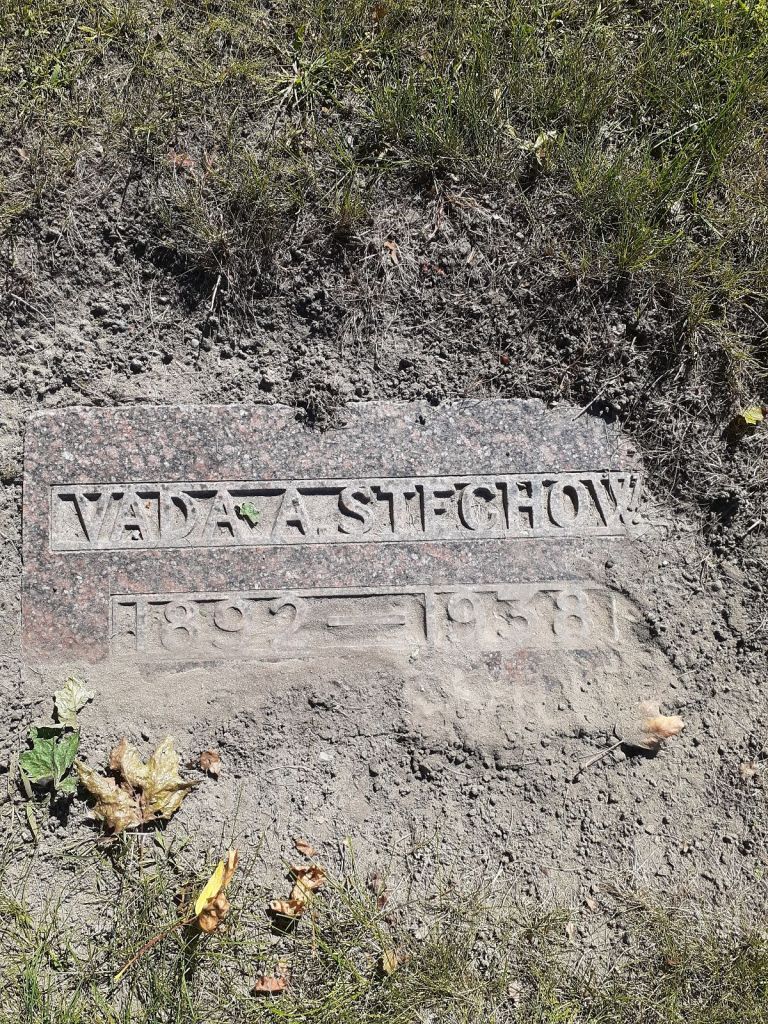 VADA A. STECHOW
1892 — 1938